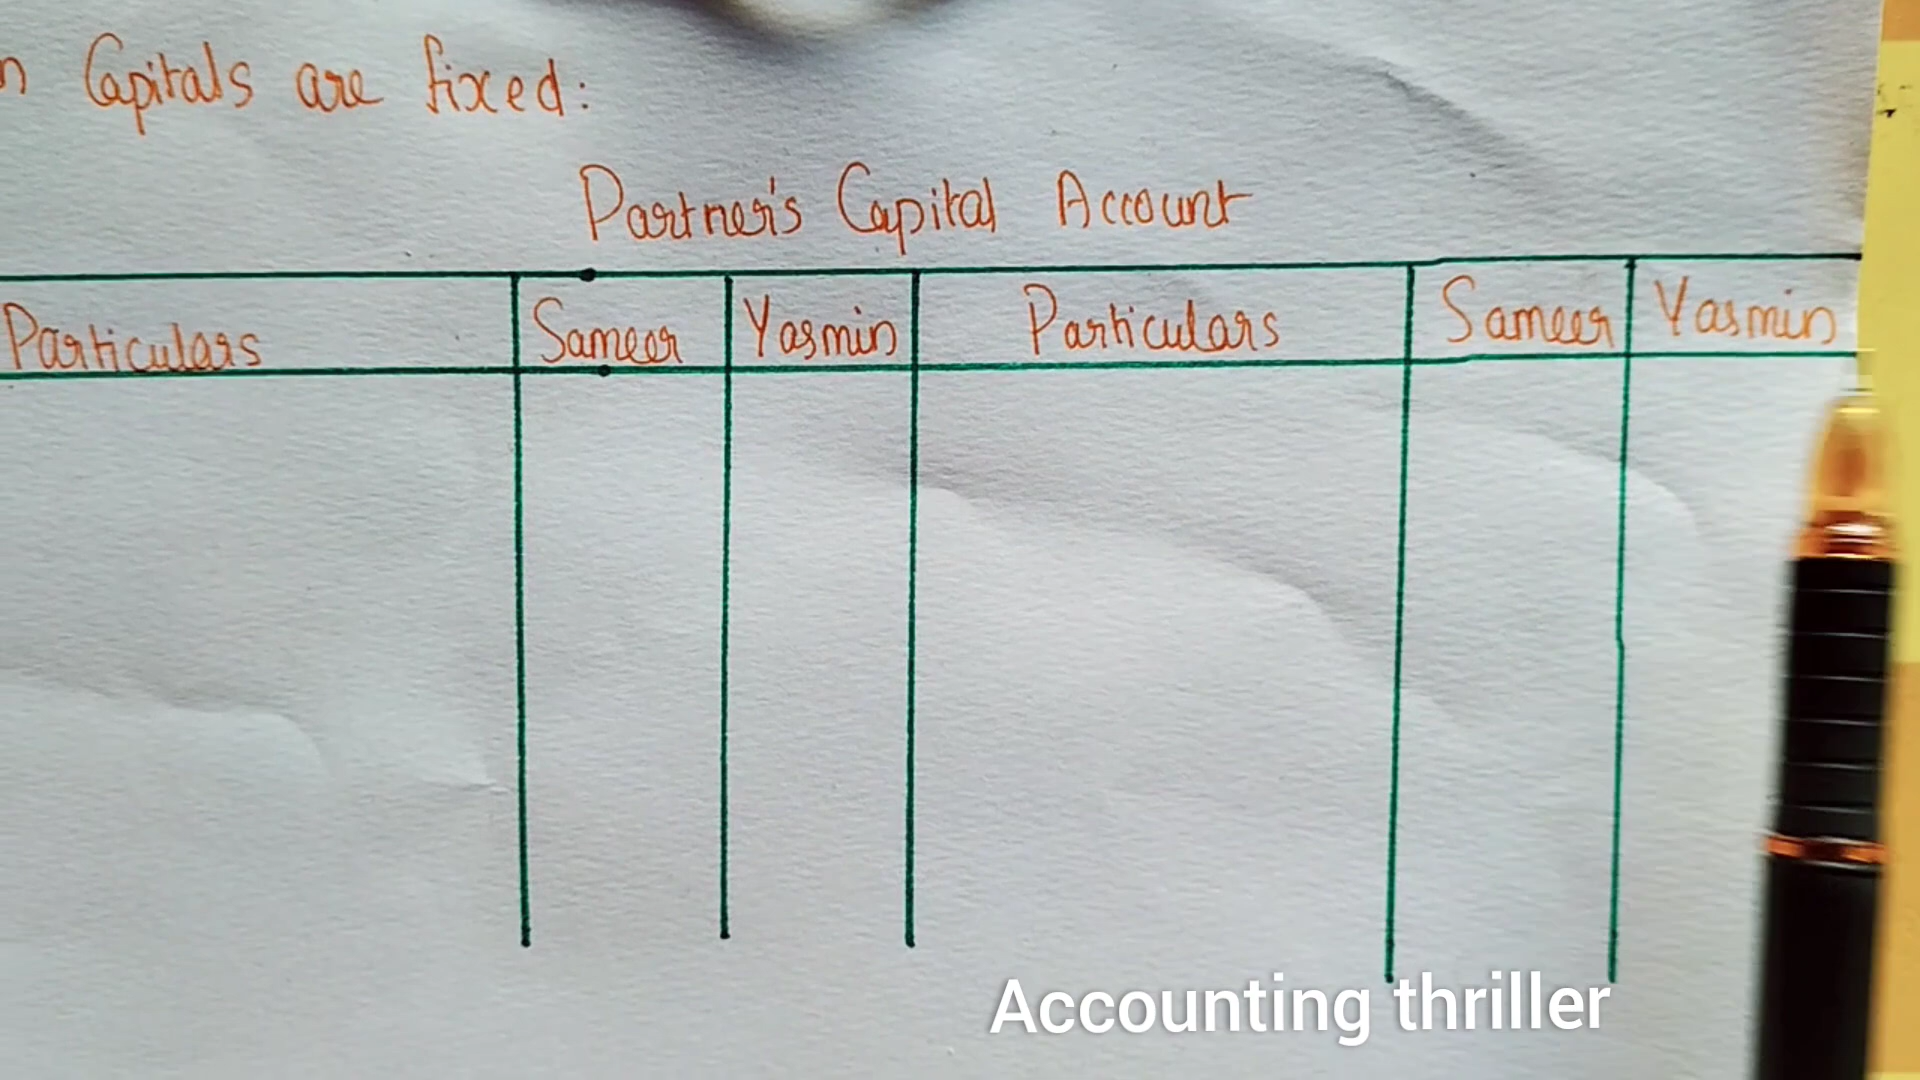 Capitals are fixed:
Partner's Capital Account
Particulars Sameer Yasmin Particulars Sameer Yasmin
Accounting thriller